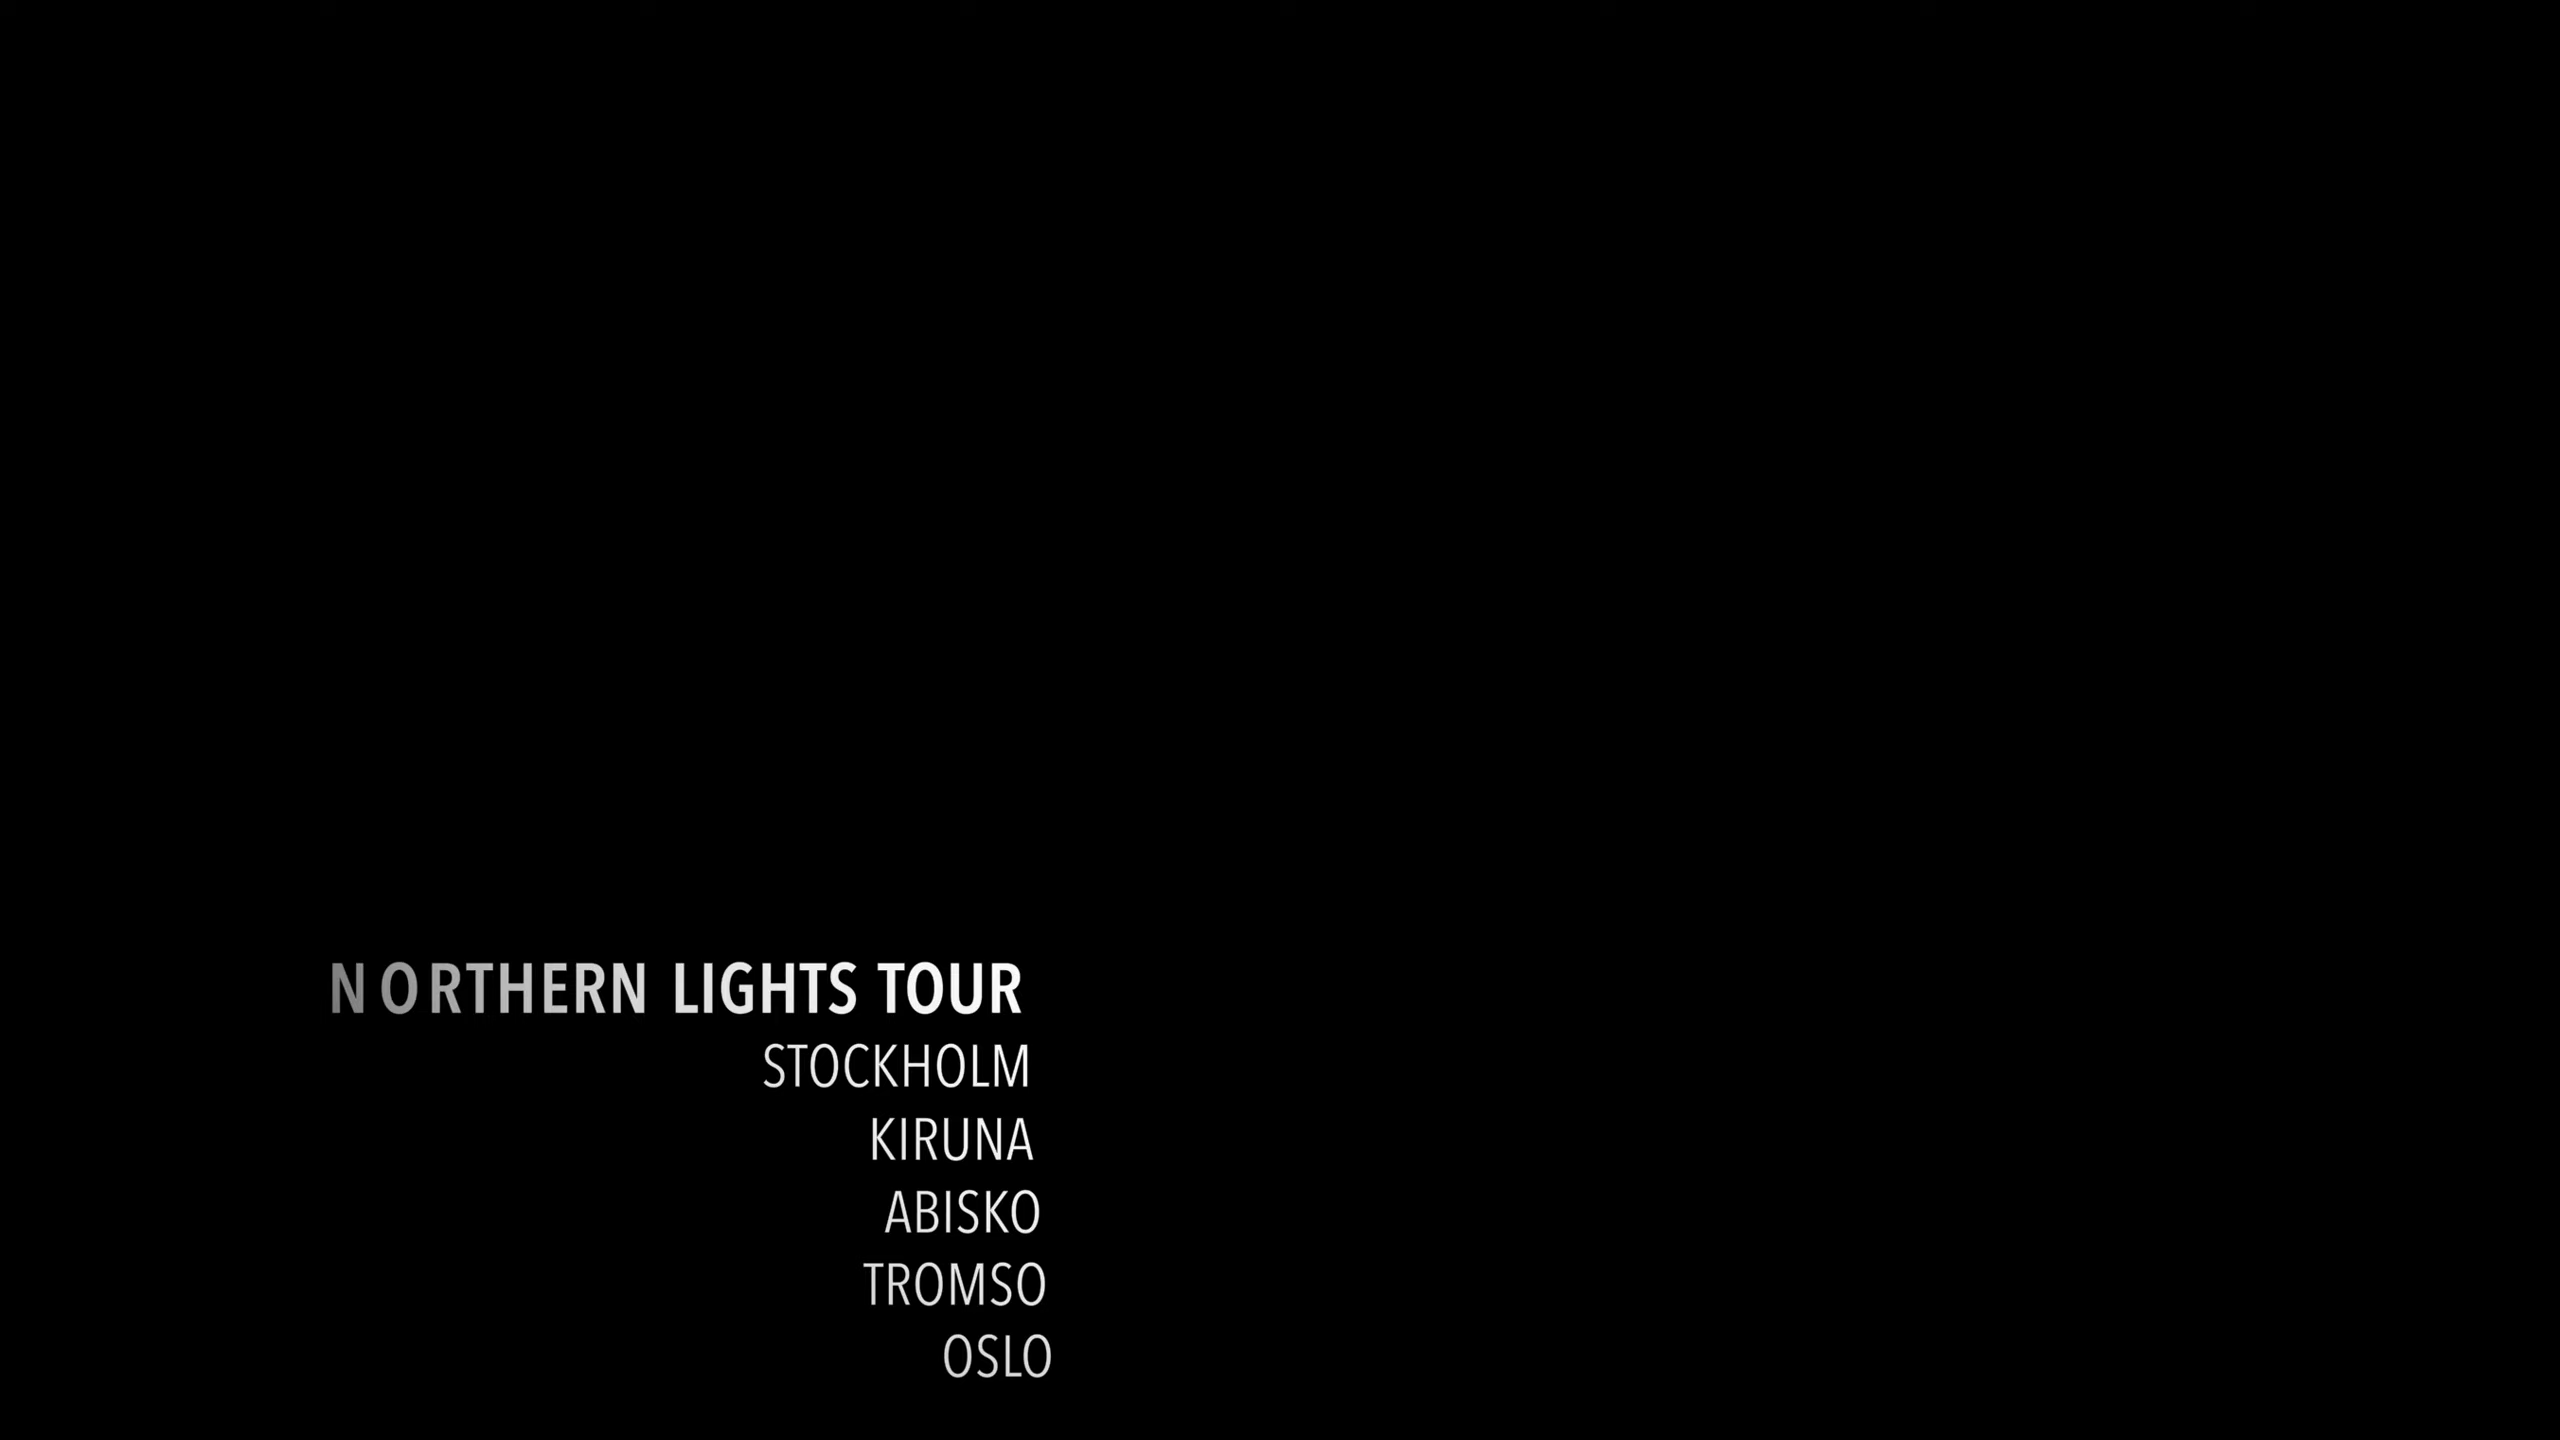 NORTHERN LIGHTS TOUR
STOCKHOLM
KIRUNA
ABISKO
TROMSO
OSLO